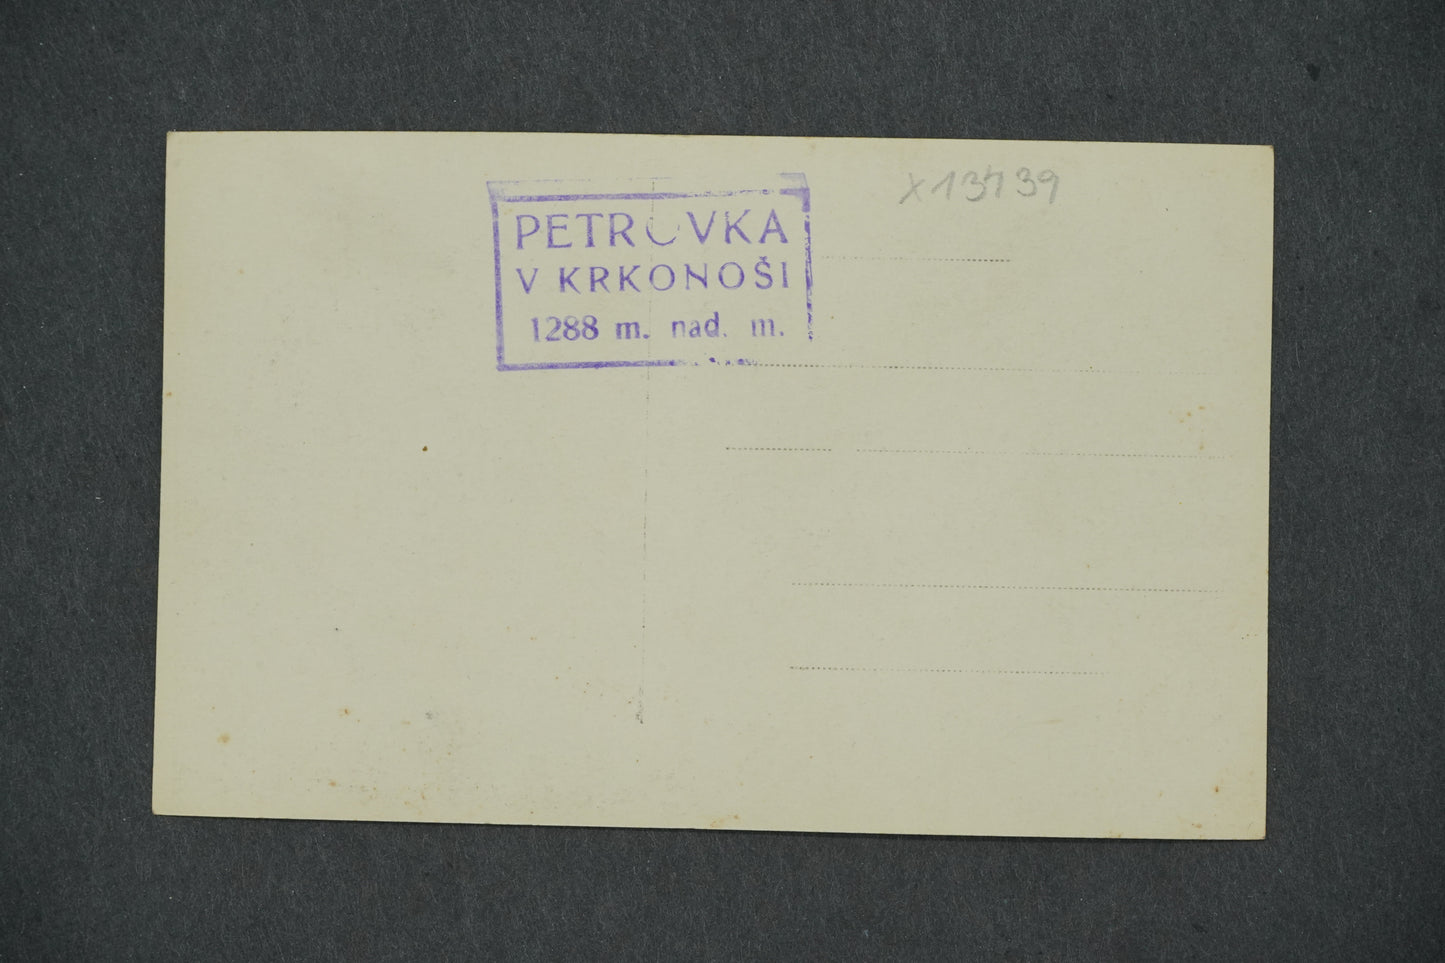 x13739
PETROVKA
V KRKONOŠI
1288 m. nad. m.